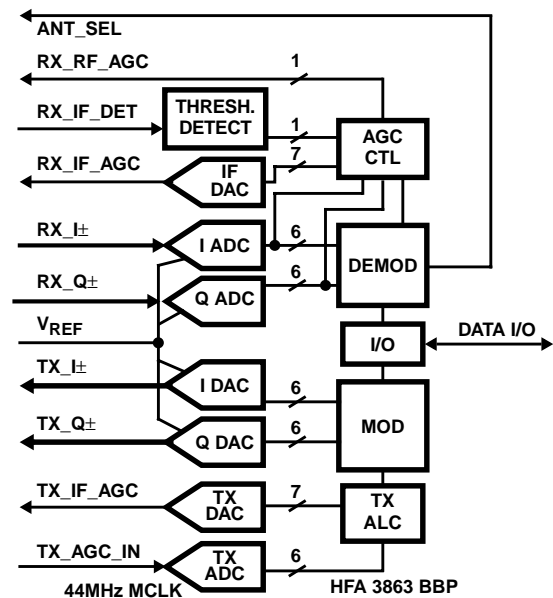 ANT_SEL
RX_RF_AGC
1
RX_IF_DET
THRESH.
DETECT
1
AGC
CTL
RX_IF_AGC
IF
DAC
7
RX_I±
I ADC
6
DEMOD
RX_Q±
Q ADC
6
VREF
I/O
DATA I/O
TX_I±
I DAC
6
MOD
TX_Q±
Q DAC
6
TX_IF_AGC
TX
DAC
7
TX
ALC
TX_AGC_IN
TX
ADC
6
44MHz MCLK
HFA 3863 BBP